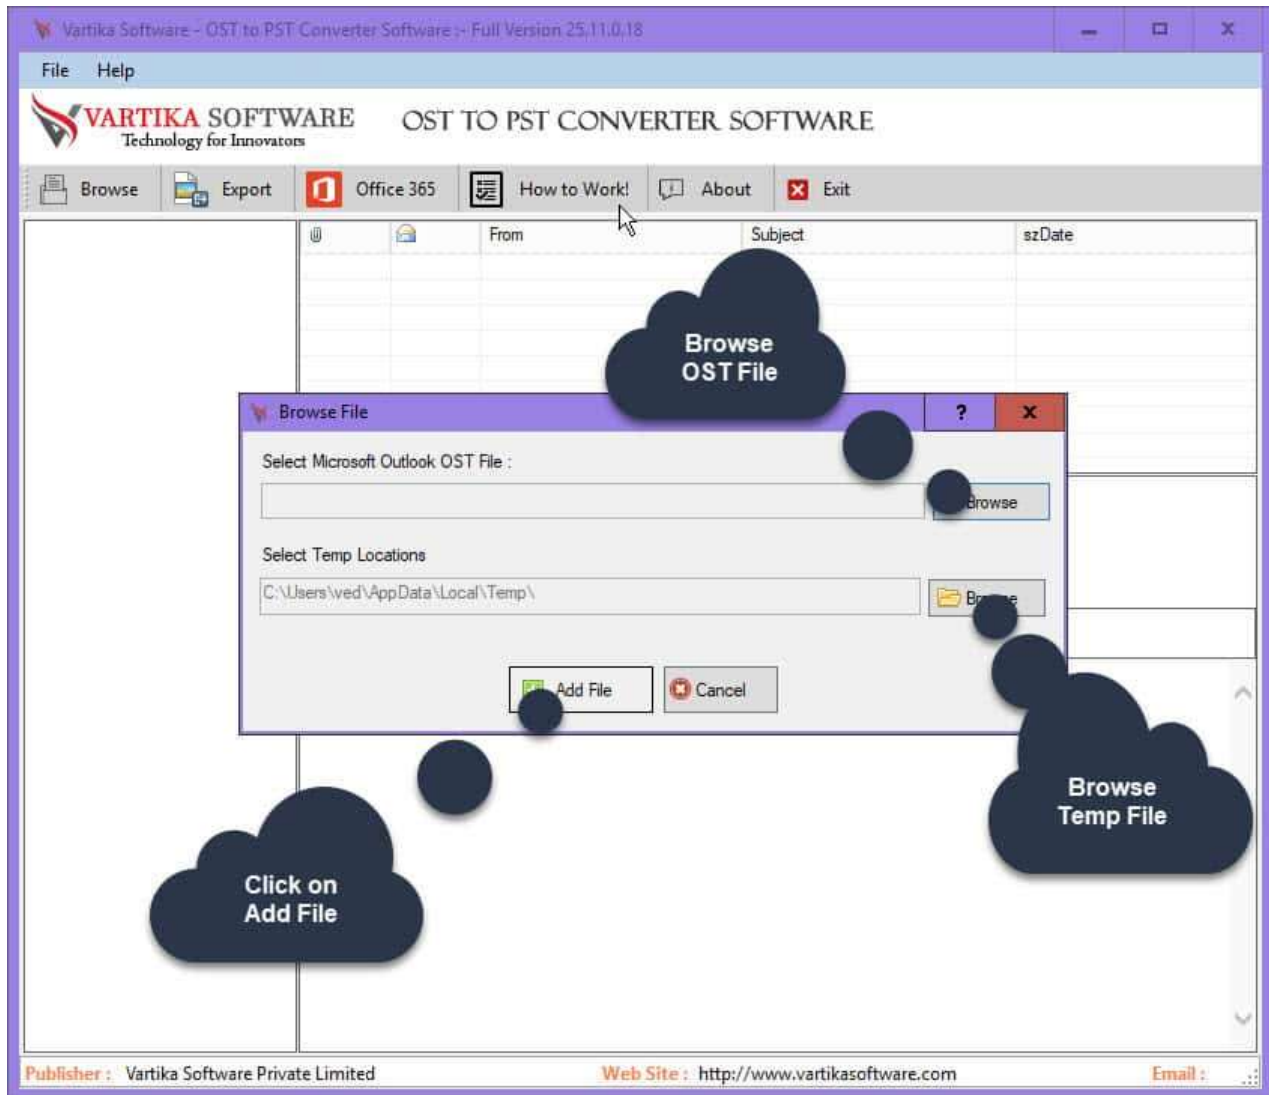 Vartika Software - OST to PST Converter Software :- Full Version 25.11.0.18
File Help
VARTIKA SOFTWARE
Technology for Innovators
OST TO PST CONVERTER SOFTWARE
Browse Export Office 365 How to Work! About Exit
From Subject szDate
Browse
OST File
Browse File ? x
Select Microsoft Outlook OST File :
Browse
Select Temp Locations
C:\Users\ved\AppData\Local\Temp\
Add File Cancel
Browse
Temp File
Click on
Add File
Publisher : Vartika Software Private Limited Web Site : http://www.vartikasoftware.com Email :